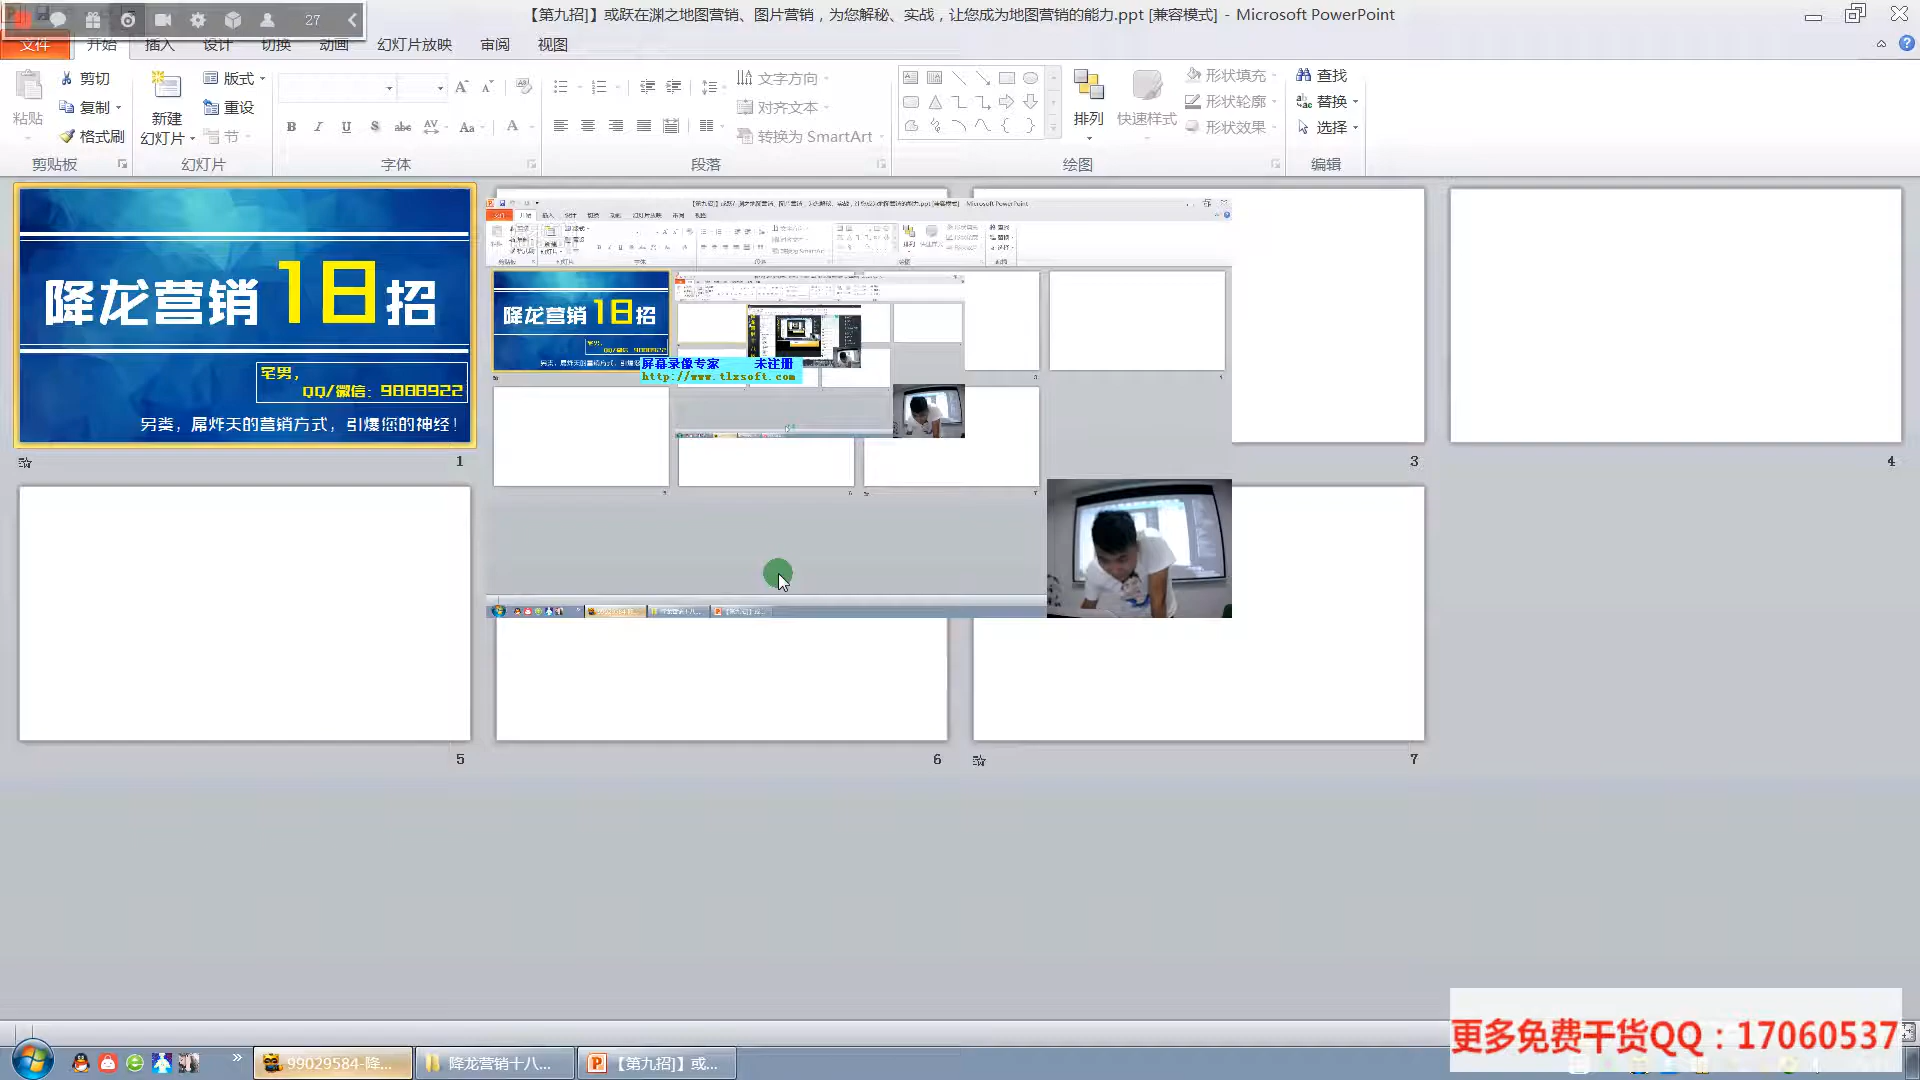 27
【第九招】】或跃在渊之地图营销、图片营销，为您解秘、实战，让您成为地图营销的能力.ppt [兼容模式] - Microsoft PowerPoint
文件 开始 插入 设计 切换 动画 幻灯片放映 审阅 视图
粘贴
剪切
复制
格式刷
剪贴板
新建
幻灯片
版式
重设
节
幻灯片
字体
文字方向
对齐文本
转换为 SmartArt
段落
排列
快速样式
形状填充
形状轮廓
形状效果
绘图
查找
替换
选择
编辑
降龙营销18招
宅男，
QQ/微信：9888922
另类，屌炸天的营销方式，引爆您的神经！
1
降龙营销18招
屏幕录像专家 未注册
http://www.tlxsoft.com
3
4
5
6
7
99029584-降...
降龙营销十八...
【第九招]】或...
更多免费干货QQ：17060537